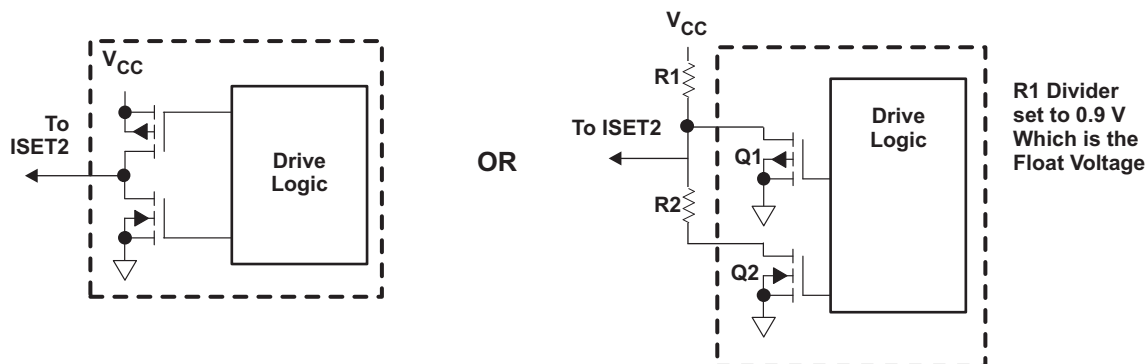 VCC
To
ISET2
Drive
Logic
OR
VCC
R1
To ISET2
R2
Q1
Q2
Drive
Logic
R1 Divider
set to 0.9 V
Which is the
Float Voltage